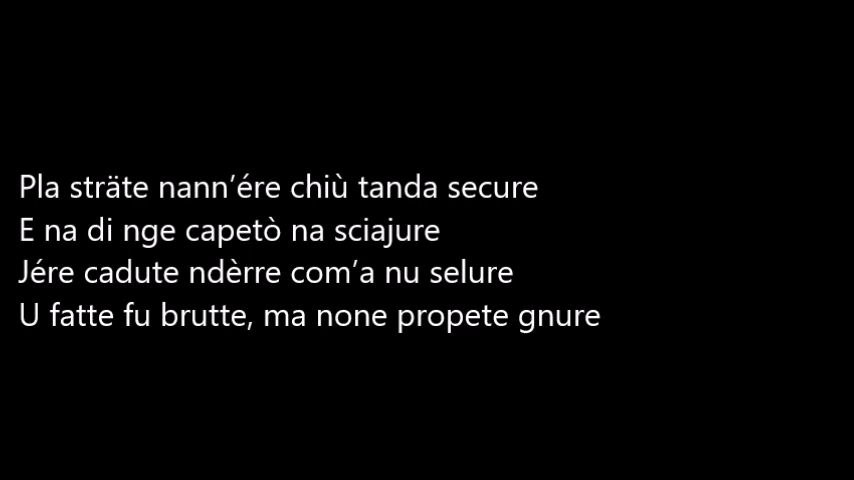 Pla sträte nann’ére chiù tanda secure
E na di nge capetò na sciajure
Jére cadute ndèrre com’a nu selure
U fatte fu brutte, ma none propete gnure